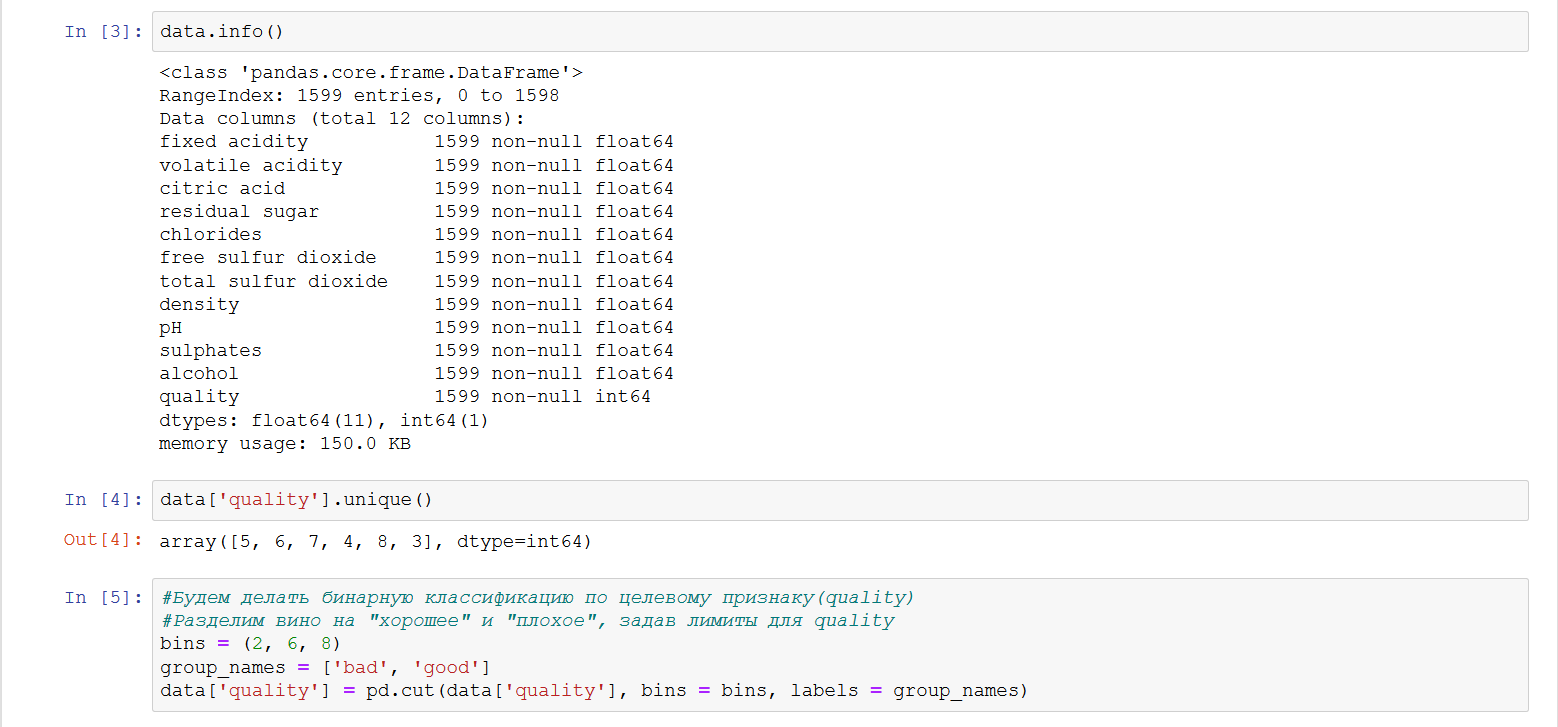 In [3]: data.info()
<class 'pandas.core.frame.DataFrame'>
RangeIndex: 1599 entries, 0 to 1598
Data columns (total 12 columns):
fixed acidity           1599 non-null float64
volatile acidity        1599 non-null float64
citric acid             1599 non-null float64
residual sugar          1599 non-null float64
chlorides               1599 non-null float64
free sulfur dioxide     1599 non-null float64
total sulfur dioxide    1599 non-null float64
density                 1599 non-null float64
pH                      1599 non-null float64
sulphates               1599 non-null float64
alcohol                 1599 non-null float64
quality                 1599 non-null int64
dtypes: float64(11), int64(1)
memory usage: 150.0 KB
In [4]: data['quality'].unique()
Out[4]: array([5, 6, 7, 4, 8, 3], dtype=int64)
In [5]: #Будем делать бинарную классификацию по целевому признаку(quality)
#Разделим вино на "хорошее" и "плохое", задав лимиты для quality
bins = (2, 6, 8)
group_names = ['bad', 'good']
data['quality'] = pd.cut(data['quality'], bins = bins, labels = group_names)